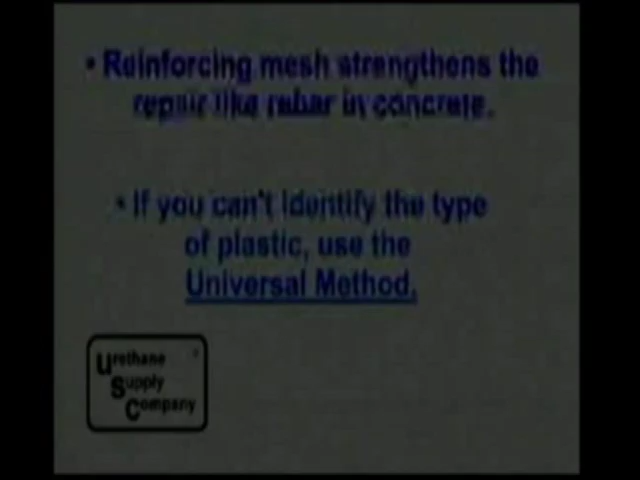 • Reinforcing mesh strengthens the
repair like rebar in concrete.
• If you can't identify the type
of plastic, use the
Universal Method.
Urethane
Supply
Company